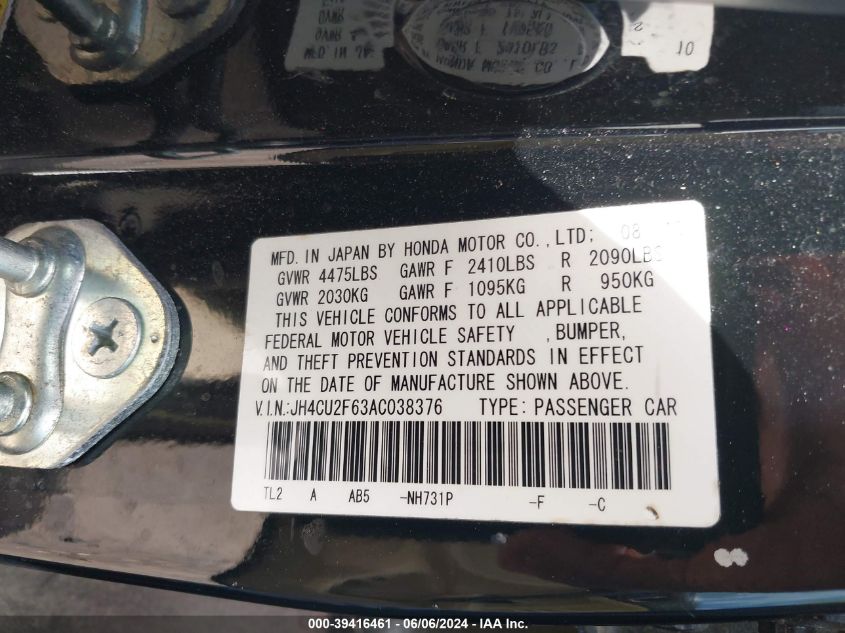 10
MFD. IN JAPAN BY HONDA MOTOR CO.,LTD; 08
GVWR 4475LBS GAWR F 2410LBS R 2090LBS
GVWR 2030KG GAWR F 1095KG R 950KG
THIS VEHICLE CONFORMS TO ALL APPLICABLE
FEDERAL MOTOR VEHICLE SAFETY , BUMPER,
AND THEFT PREVENTION STANDARDS IN EFFECT
ON THE DATE OF MANUFACTURE SHOWN ABOVE.
V.I.N.:JH4CU2F63AC038376 TYPE: PASSENGER CAR
TL2 A AB5 -NH731P -F -C
000-39416461 - 06/06/2024 - IAA Inc.